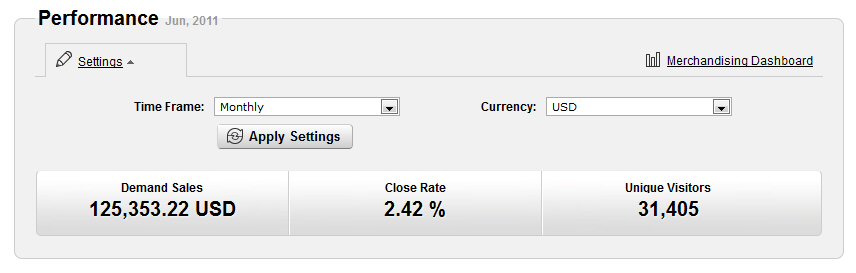 Performance Jun, 2011
Settings
Merchandising Dashboard
Time Frame: Monthly Currency: USD
Apply Settings
Demand Sales Close Rate Unique Visitors
125,353.22 USD 2.42 % 31,405